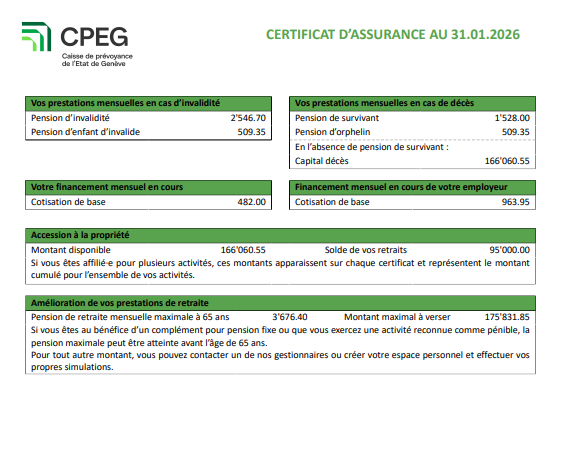 CPEG
Caisse de prévoyance
de l'Etat de Genève
CERTIFICAT D'ASSURANCE AU 31.01.2026
Vos prestations mensuelles en cas d'invalidité
Pension d'invalidité 2'546.70
Pension d'enfant d'invalide 509.35
Vos prestations mensuelles en cas de décès
Pension de survivant 1'528.00
Pension d'orphelin 509.35
En l'absence de pension de survivant :
Capital décès 166'060.55
Votre financement mensuel en cours
Cotisation de base 482.00
Financement mensuel en cours de votre employeur
Cotisation de base 963.95
Accession à la propriété
Montant disponible 166'060.55 Solde de vos retraits 95'000.00
Si vous êtes affilié·e pour plusieurs activités, ces montants apparaissent sur chaque certificat et représentent le montant
cumulé pour l'ensemble de vos activités.
Amélioration de vos prestations de retraite
Pension de retraite mensuelle maximale à 65 ans 3'676.40 Montant maximal à verser 175'831.85
Si vous êtes au bénéfice d'un complément pour pension fixe ou que vous exercez une activité reconnue comme pénible, la
pension maximale peut être atteinte avant l'âge de 65 ans.
Pour tout autre montant, vous pouvez contacter un de nos gestionnaires ou créer votre espace personnel et effectuer vos
propres simulations.